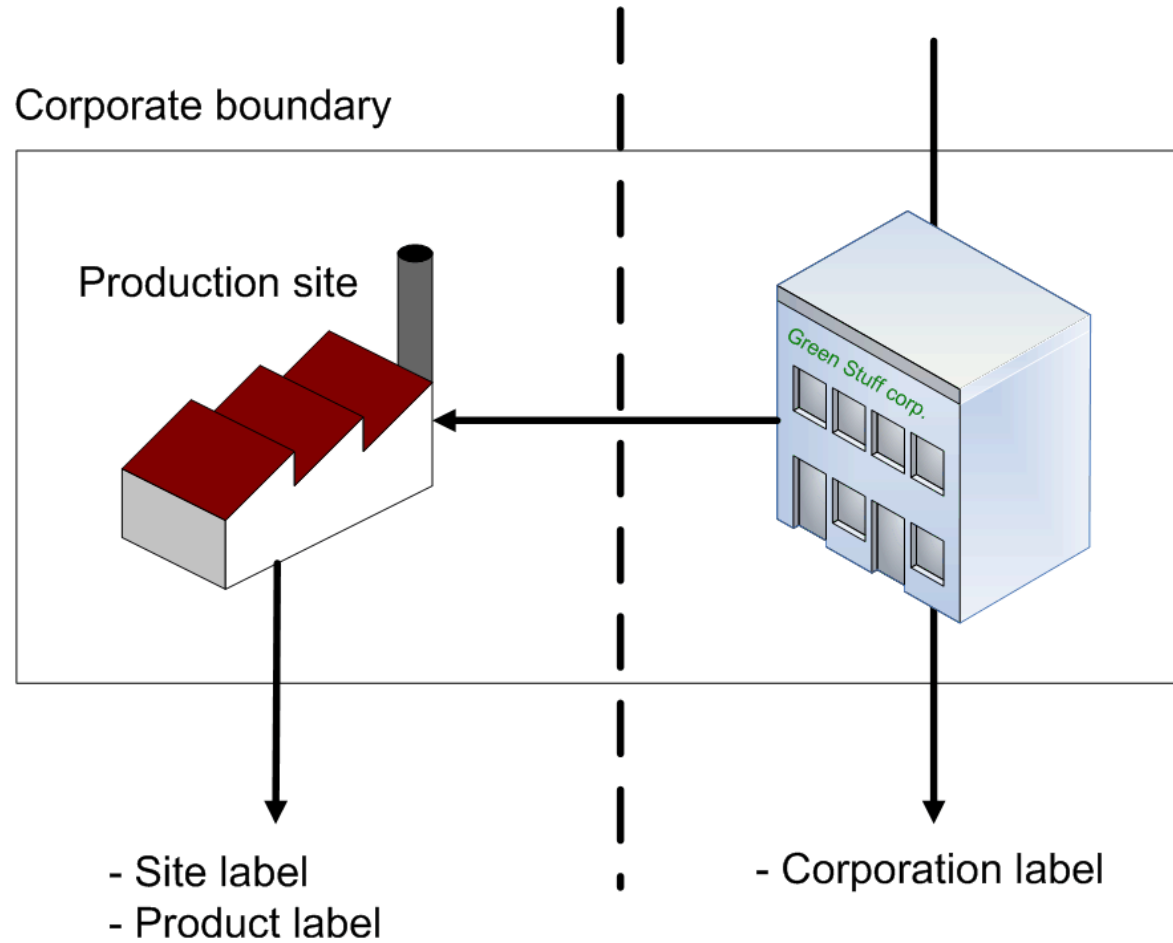 Corporate boundary
Production site
Green Stuff corp.
- Site label
- Product label
- Corporation label